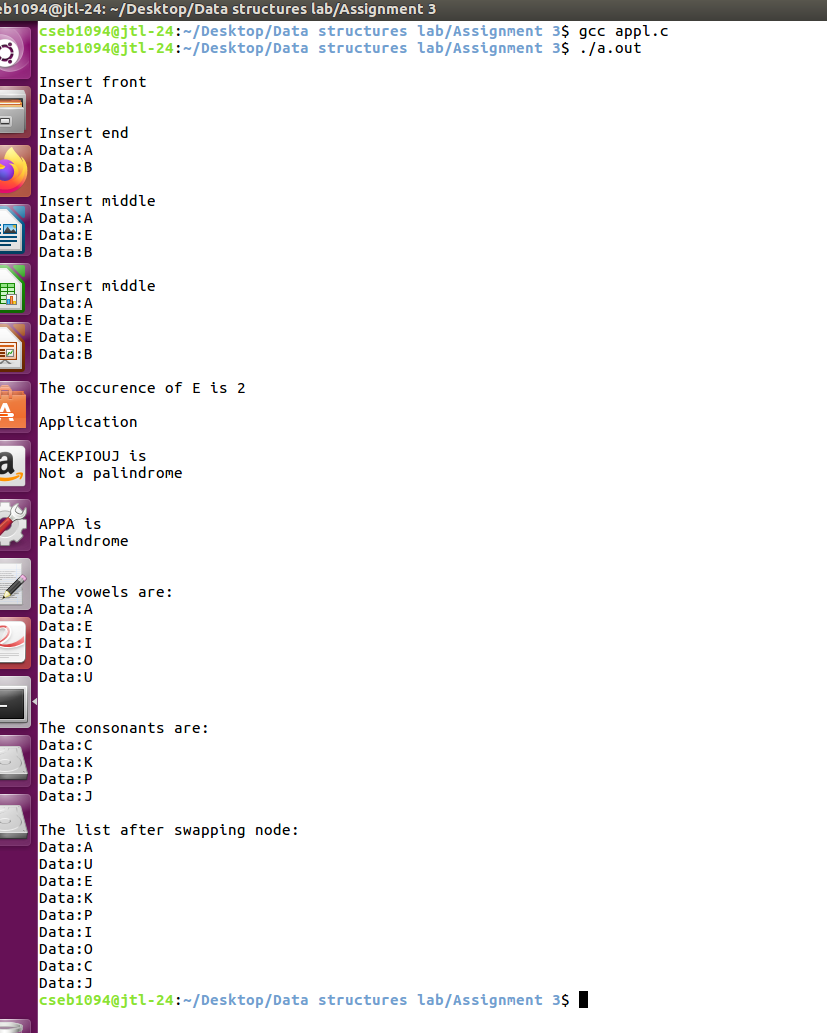 eb1094@jtl-24: ~/Desktop/Data structures lab/Assignment 3
cseb1094@jtl-24:~/Desktop/Data structures lab/Assignment 3$ gcc appl.c
cseb1094@jtl-24:~/Desktop/Data structures lab/Assignment 3$ ./a.out
Insert front
Data:A
Insert end
Data:A
Data:B
Insert middle
Data:A
Data:E
Data:B
Insert middle
Data:A
Data:E
Data:E
Data:B
The occurence of E is 2
Application
ACEKPIOUJ is
Not a palindrome
APPA is
Palindrome
The vowels are:
Data:A
Data:E
Data:I
Data:O
Data:U
The consonants are:
Data:C
Data:K
Data:P
Data:J
The list after swapping node:
Data:A
Data:U
Data:E
Data:K
Data:P
Data:I
Data:O
Data:C
Data:J
cseb1094@jtl-24:~/Desktop/Data structures lab/Assignment 3$